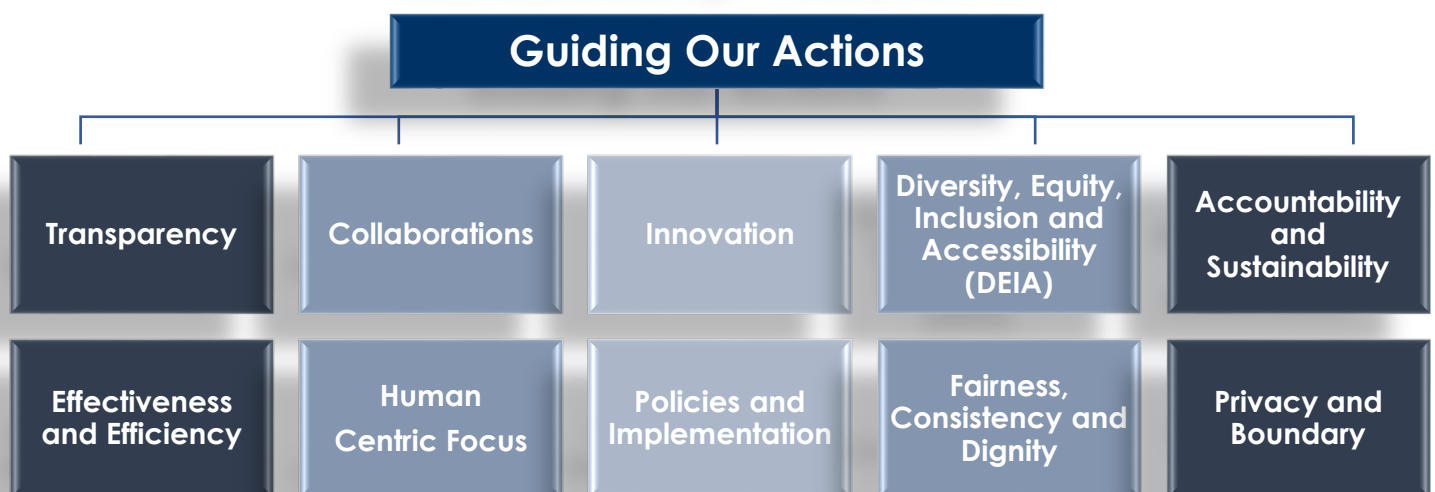 Guiding Our Actions
Transparency
Collaborations
Innovation
Diversity, Equity,
Inclusion and
Accessibility
(DEIA)
Accountability
and
Sustainability
Effectiveness
and Efficiency
Human
Centric Focus
Policies and
Implementation
Fairness,
Consistency and
Dignity
Privacy and
Boundary